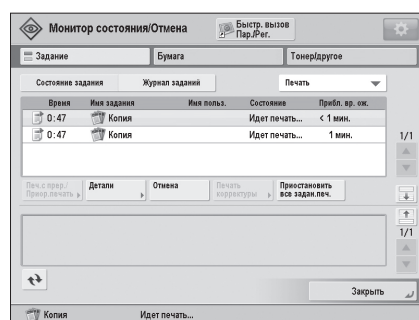 Монитор состояния/Отмена
Быстр. вызов
Пар./Рег.
Задание
Бумага
Тонер/другое
Состояние задания
Журнал заданий
Печать
Время Имя задания Имя польз. Состояние Прибл. вр. ож.
0:47 Копия Идет печать... < 1 мин.
0:47 Копия Идет печать... 1 мин.
1/1
Печ.с прер./
Приор.печать
Детали
Отмена
Печать
корректуры
Приостановить
все задан.печ.
1/1
Закрыть
Копия Идет печать...